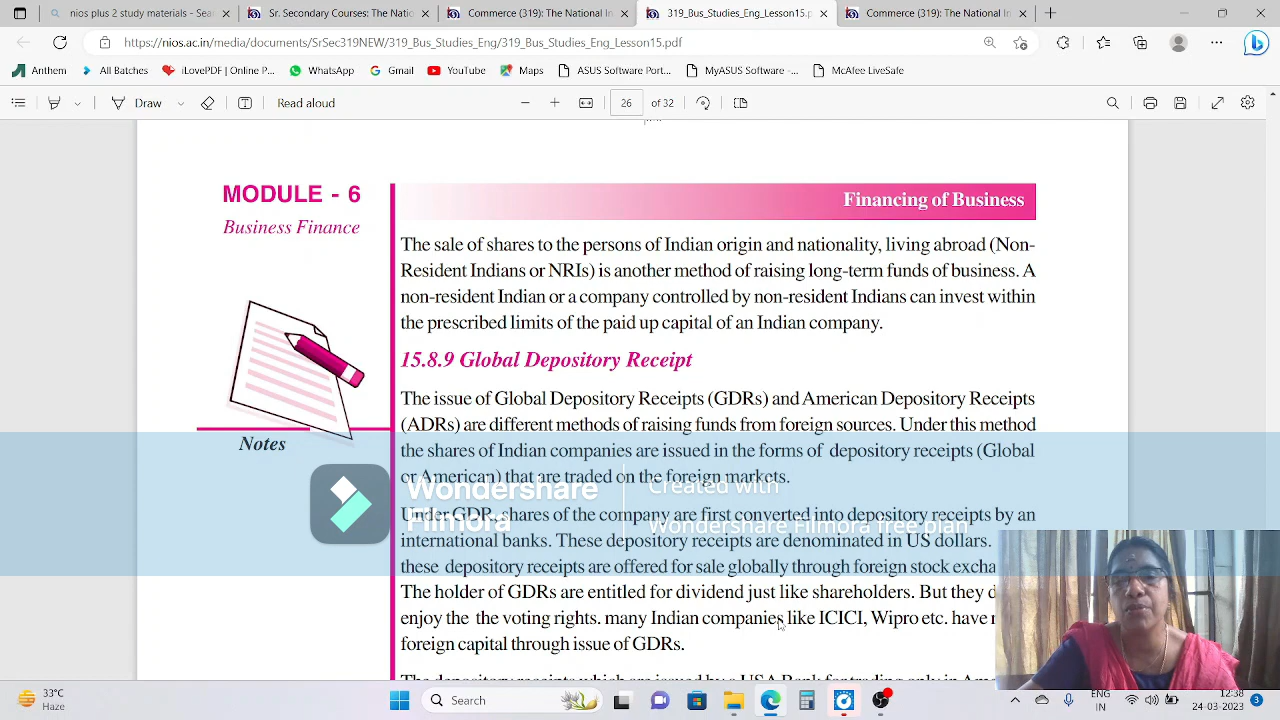 nios plus 2 study materials - Sea
Sr. Secondary Courses: The Natio
Commerce (319): The National In
319_Bus_Studies_Eng_Lesson15.p
Commerce (319): The National In
https://nios.ac.in/media/documents/SrSec319NEW/319_Bus_Studies_Eng/319_Bus_Studies_Eng_Lesson15.pdf
Anthem
All Batches
iLovePDF | Online P...
WhatsApp
Gmail
YouTube
Maps
ASUS Software Port...
MyASUS Software -...
McAfee LiveSafe
Draw
Read aloud
26 of 32
MODULE - 6
Business Finance
Financing of Business
The sale of shares to the persons of Indian origin and nationality, living abroad (Non-
Resident Indians or NRIs) is another method of raising long-term funds of business. A
non-resident Indian or a company controlled by non-resident Indians can invest within
the prescribed limits of the paid up capital of an Indian company.
15.8.9 Global Depository Receipt
The issue of Global Depository Receipts (GDRs) and American Depository Receipts
(ADRs) are different methods of raising funds from foreign sources. Under this method
Notes
the shares of Indian companies are issued in the forms of depository receipts (Global
or American) that are traded on the foreign markets.
Wondershare
Filmora
Created with
Wondershare Filmora free plan
Under GDR, shares of the company are first converted into depository receipts by an
international banks. These depository receipts are denominated in US dollars.
these depository receipts are offered for sale globally through foreign stock excha
The holder of GDRs are entitled for dividend just like shareholders. But they d
enjoy the the voting rights. many Indian companies like ICICI, Wipro etc. have
foreign capital through issue of GDRs.
33°C
Haze
Search
ENG
IN
12:38
24-03-2023
3